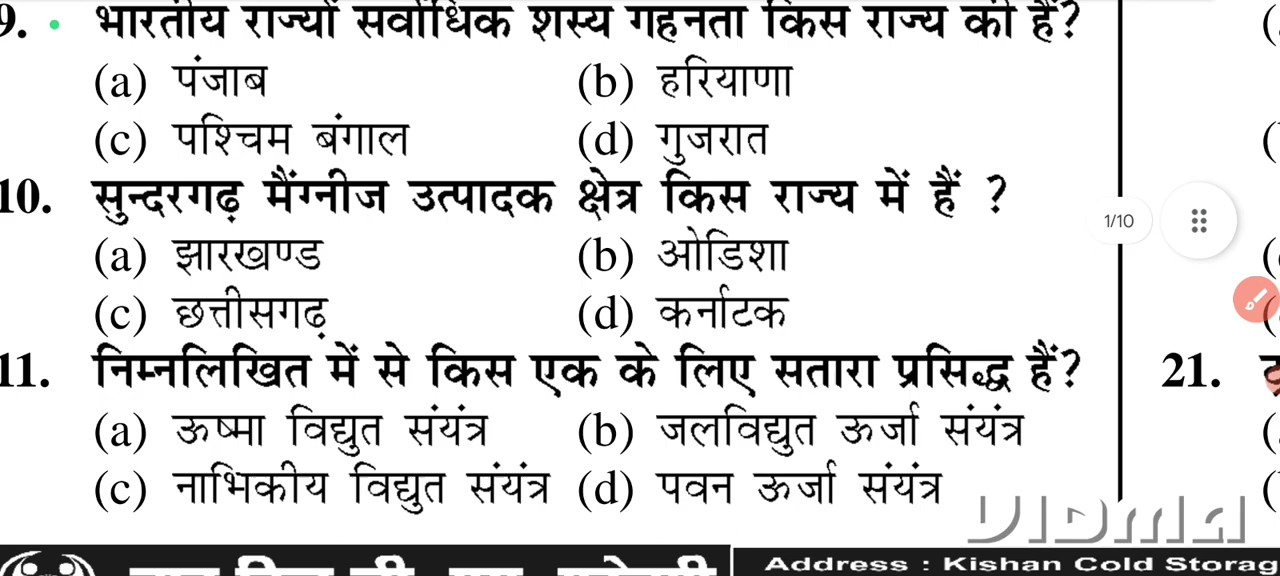 9. भारतीय राज्यों सर्वाधिक शस्य गहनता किस राज्य की हैं?
(a) पंजाब (b) हरियाणा
(c) पश्चिम बंगाल (d) गुजरात
10. सुन्दरगढ़ मैंग्नीज उत्पादक क्षेत्र किस राज्य में हैं ?
(a) झारखण्ड (b) ओडिशा
(c) छत्तीसगढ़ (d) कर्नाटक
11. निम्नलिखित में से किस एक के लिए सतारा प्रसिद्ध हैं?
(a) ऊष्मा विद्युत संयंत्र (b) जलविद्युत ऊर्जा संयंत्र
(c) नाभिकीय विद्युत संयंत्र (d) पवन ऊर्जा संयंत्र
1/10
21.
VIDMA
Address : Kishan Cold Storag